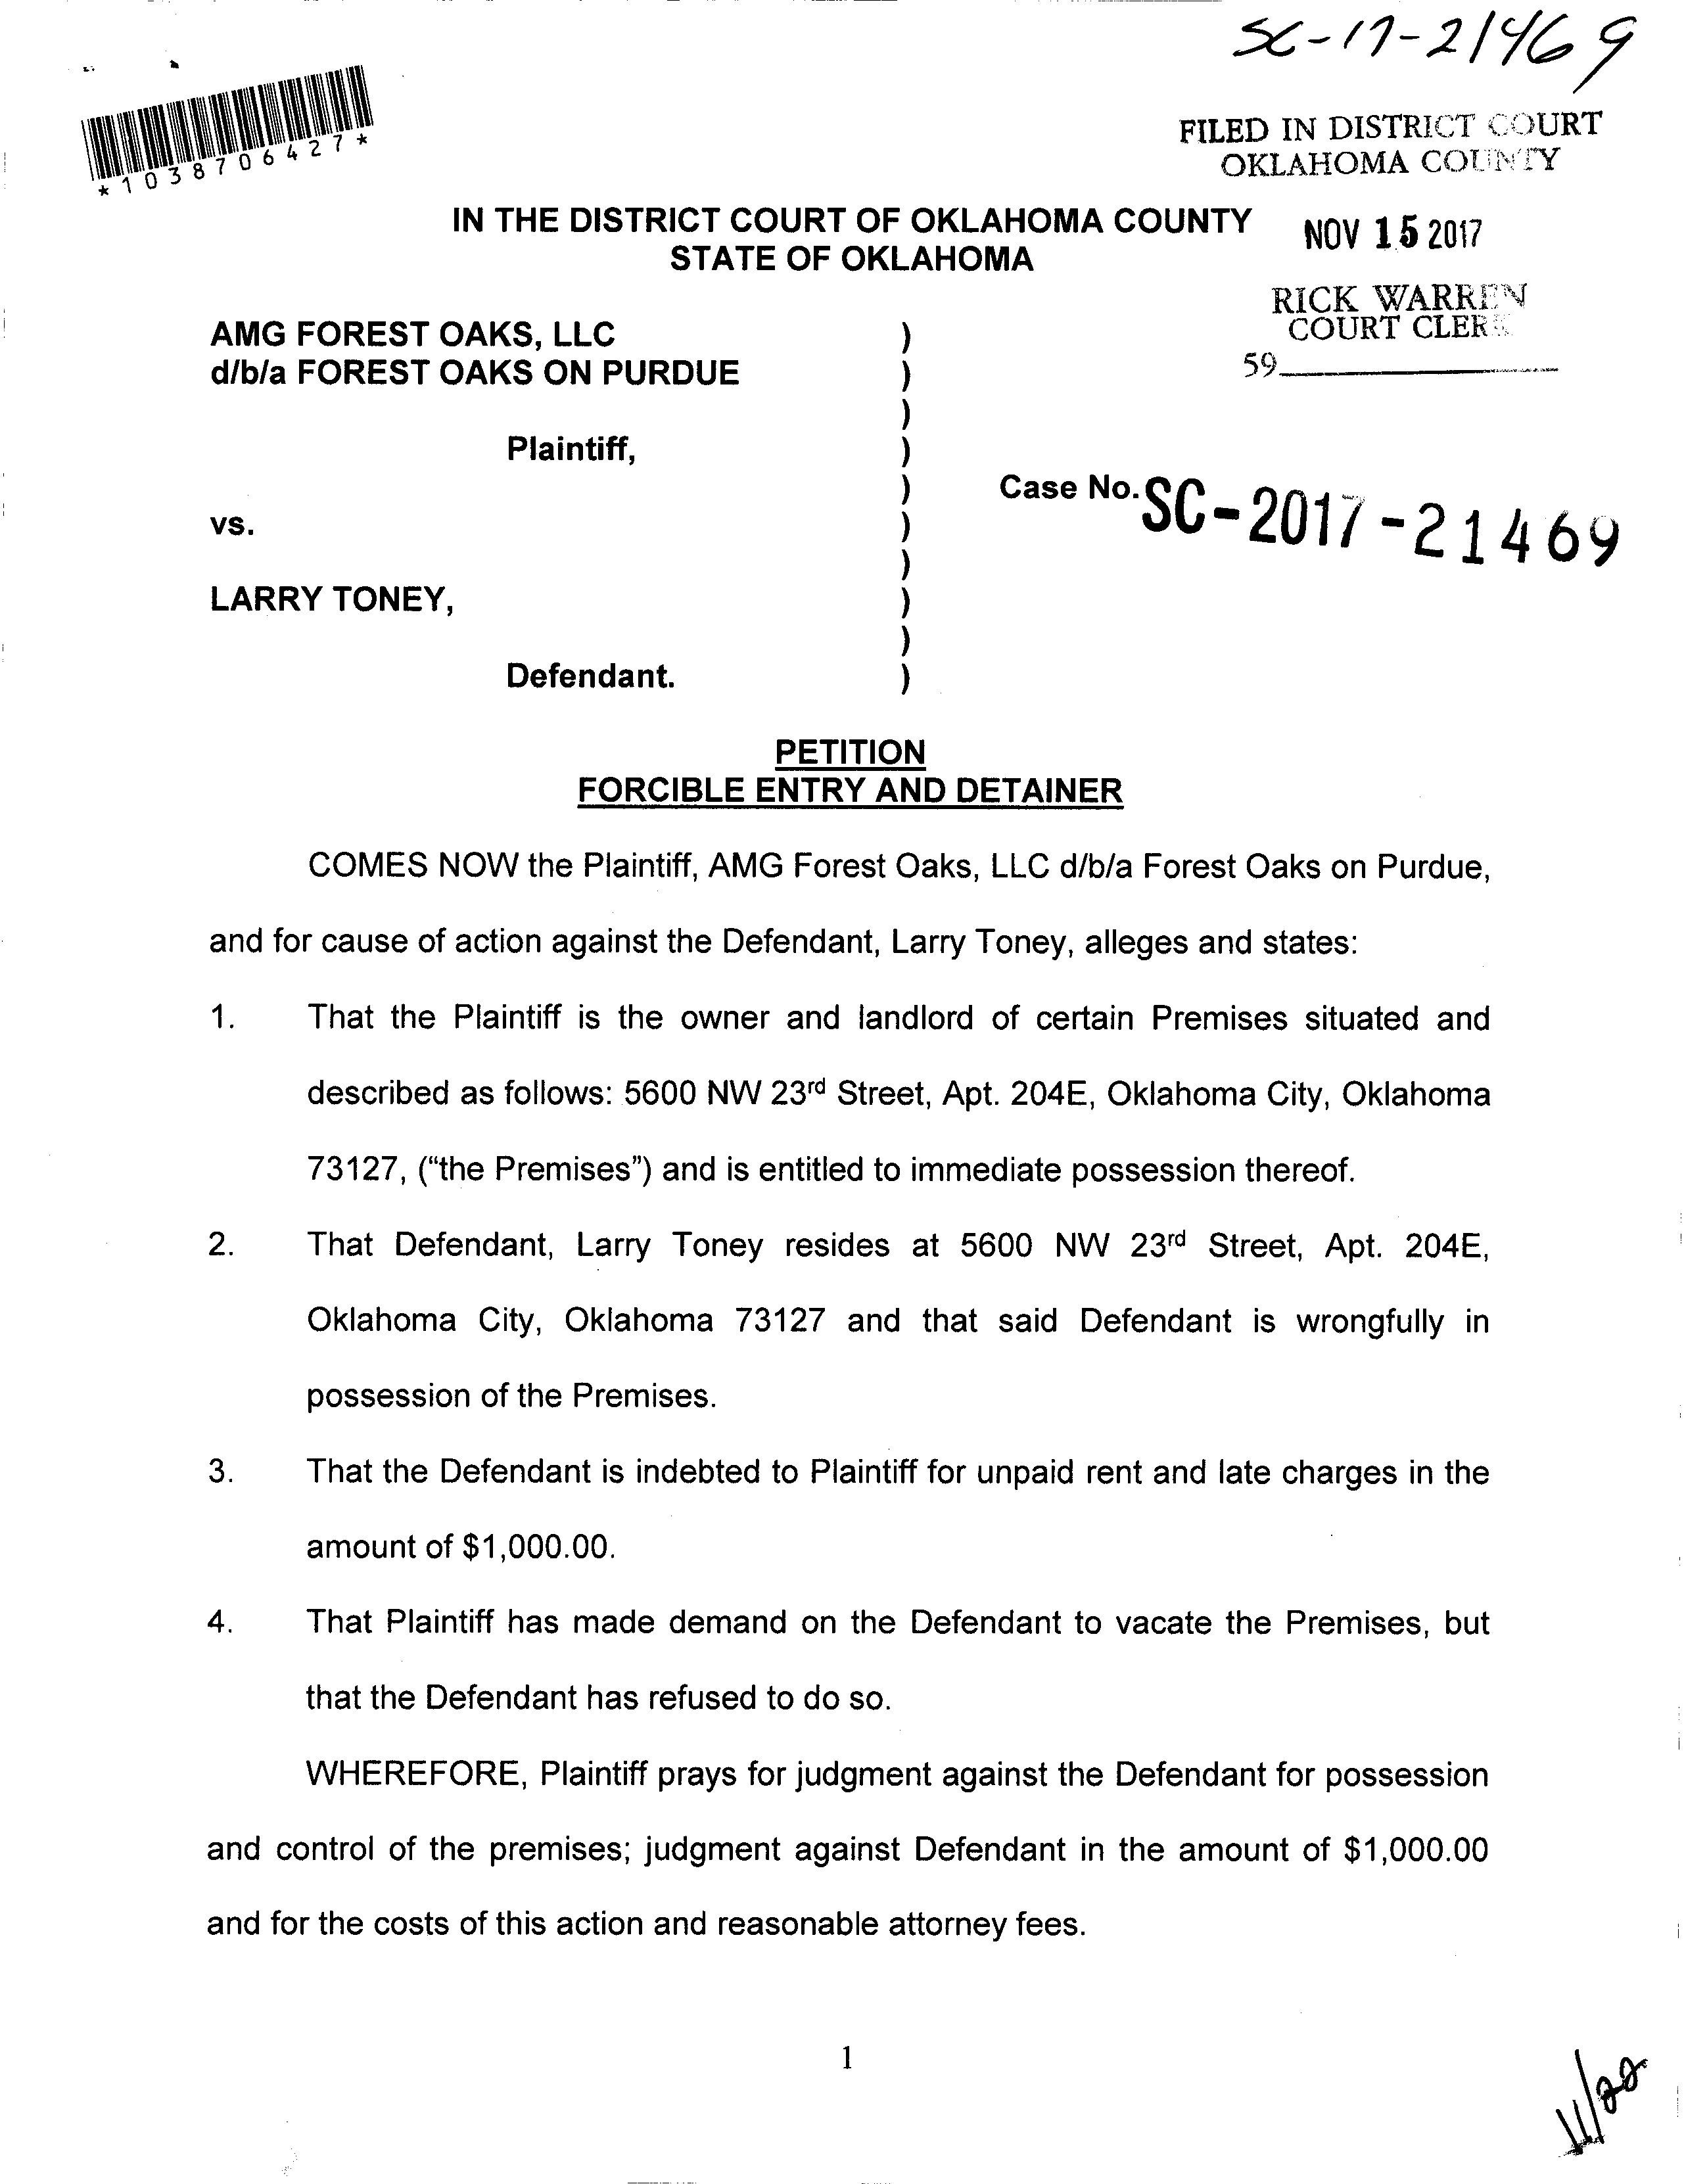 SC-17-21469
*1038706427*
FILED IN DISTRICT COURT
OKLAHOMA COUNTY
IN THE DISTRICT COURT OF OKLAHOMA COUNTY
STATE OF OKLAHOMA
NOV 15 2017
RICK WARREN
COURT CLERK
59
AMG FOREST OAKS, LLC )
d/b/a FOREST OAKS ON PURDUE )
)
Plaintiff, )
) Case No. SC-2017-21469
vs. )
)
LARRY TONEY, )
)
Defendant. )
PETITION
FORCIBLE ENTRY AND DETAINER
COMES NOW the Plaintiff, AMG Forest Oaks, LLC d/b/a Forest Oaks on Purdue,
and for cause of action against the Defendant, Larry Toney, alleges and states:
1. That the Plaintiff is the owner and landlord of certain Premises situated and
described as follows: 5600 NW 23rd Street, Apt. 204E, Oklahoma City, Oklahoma
73127, (“the Premises”) and is entitled to immediate possession thereof.
2. That Defendant, Larry Toney resides at 5600 NW 23rd Street, Apt. 204E,
Oklahoma City, Oklahoma 73127 and that said Defendant is wrongfully in
possession of the Premises.
3. That the Defendant is indebted to Plaintiff for unpaid rent and late charges in the
amount of $1,000.00.
4. That Plaintiff has made demand on the Defendant to vacate the Premises, but
that the Defendant has refused to do so.
WHEREFORE, Plaintiff prays for judgment against the Defendant for possession
and control of the premises; judgment against Defendant in the amount of $1,000.00
and for the costs of this action and reasonable attorney fees.
1
11/22